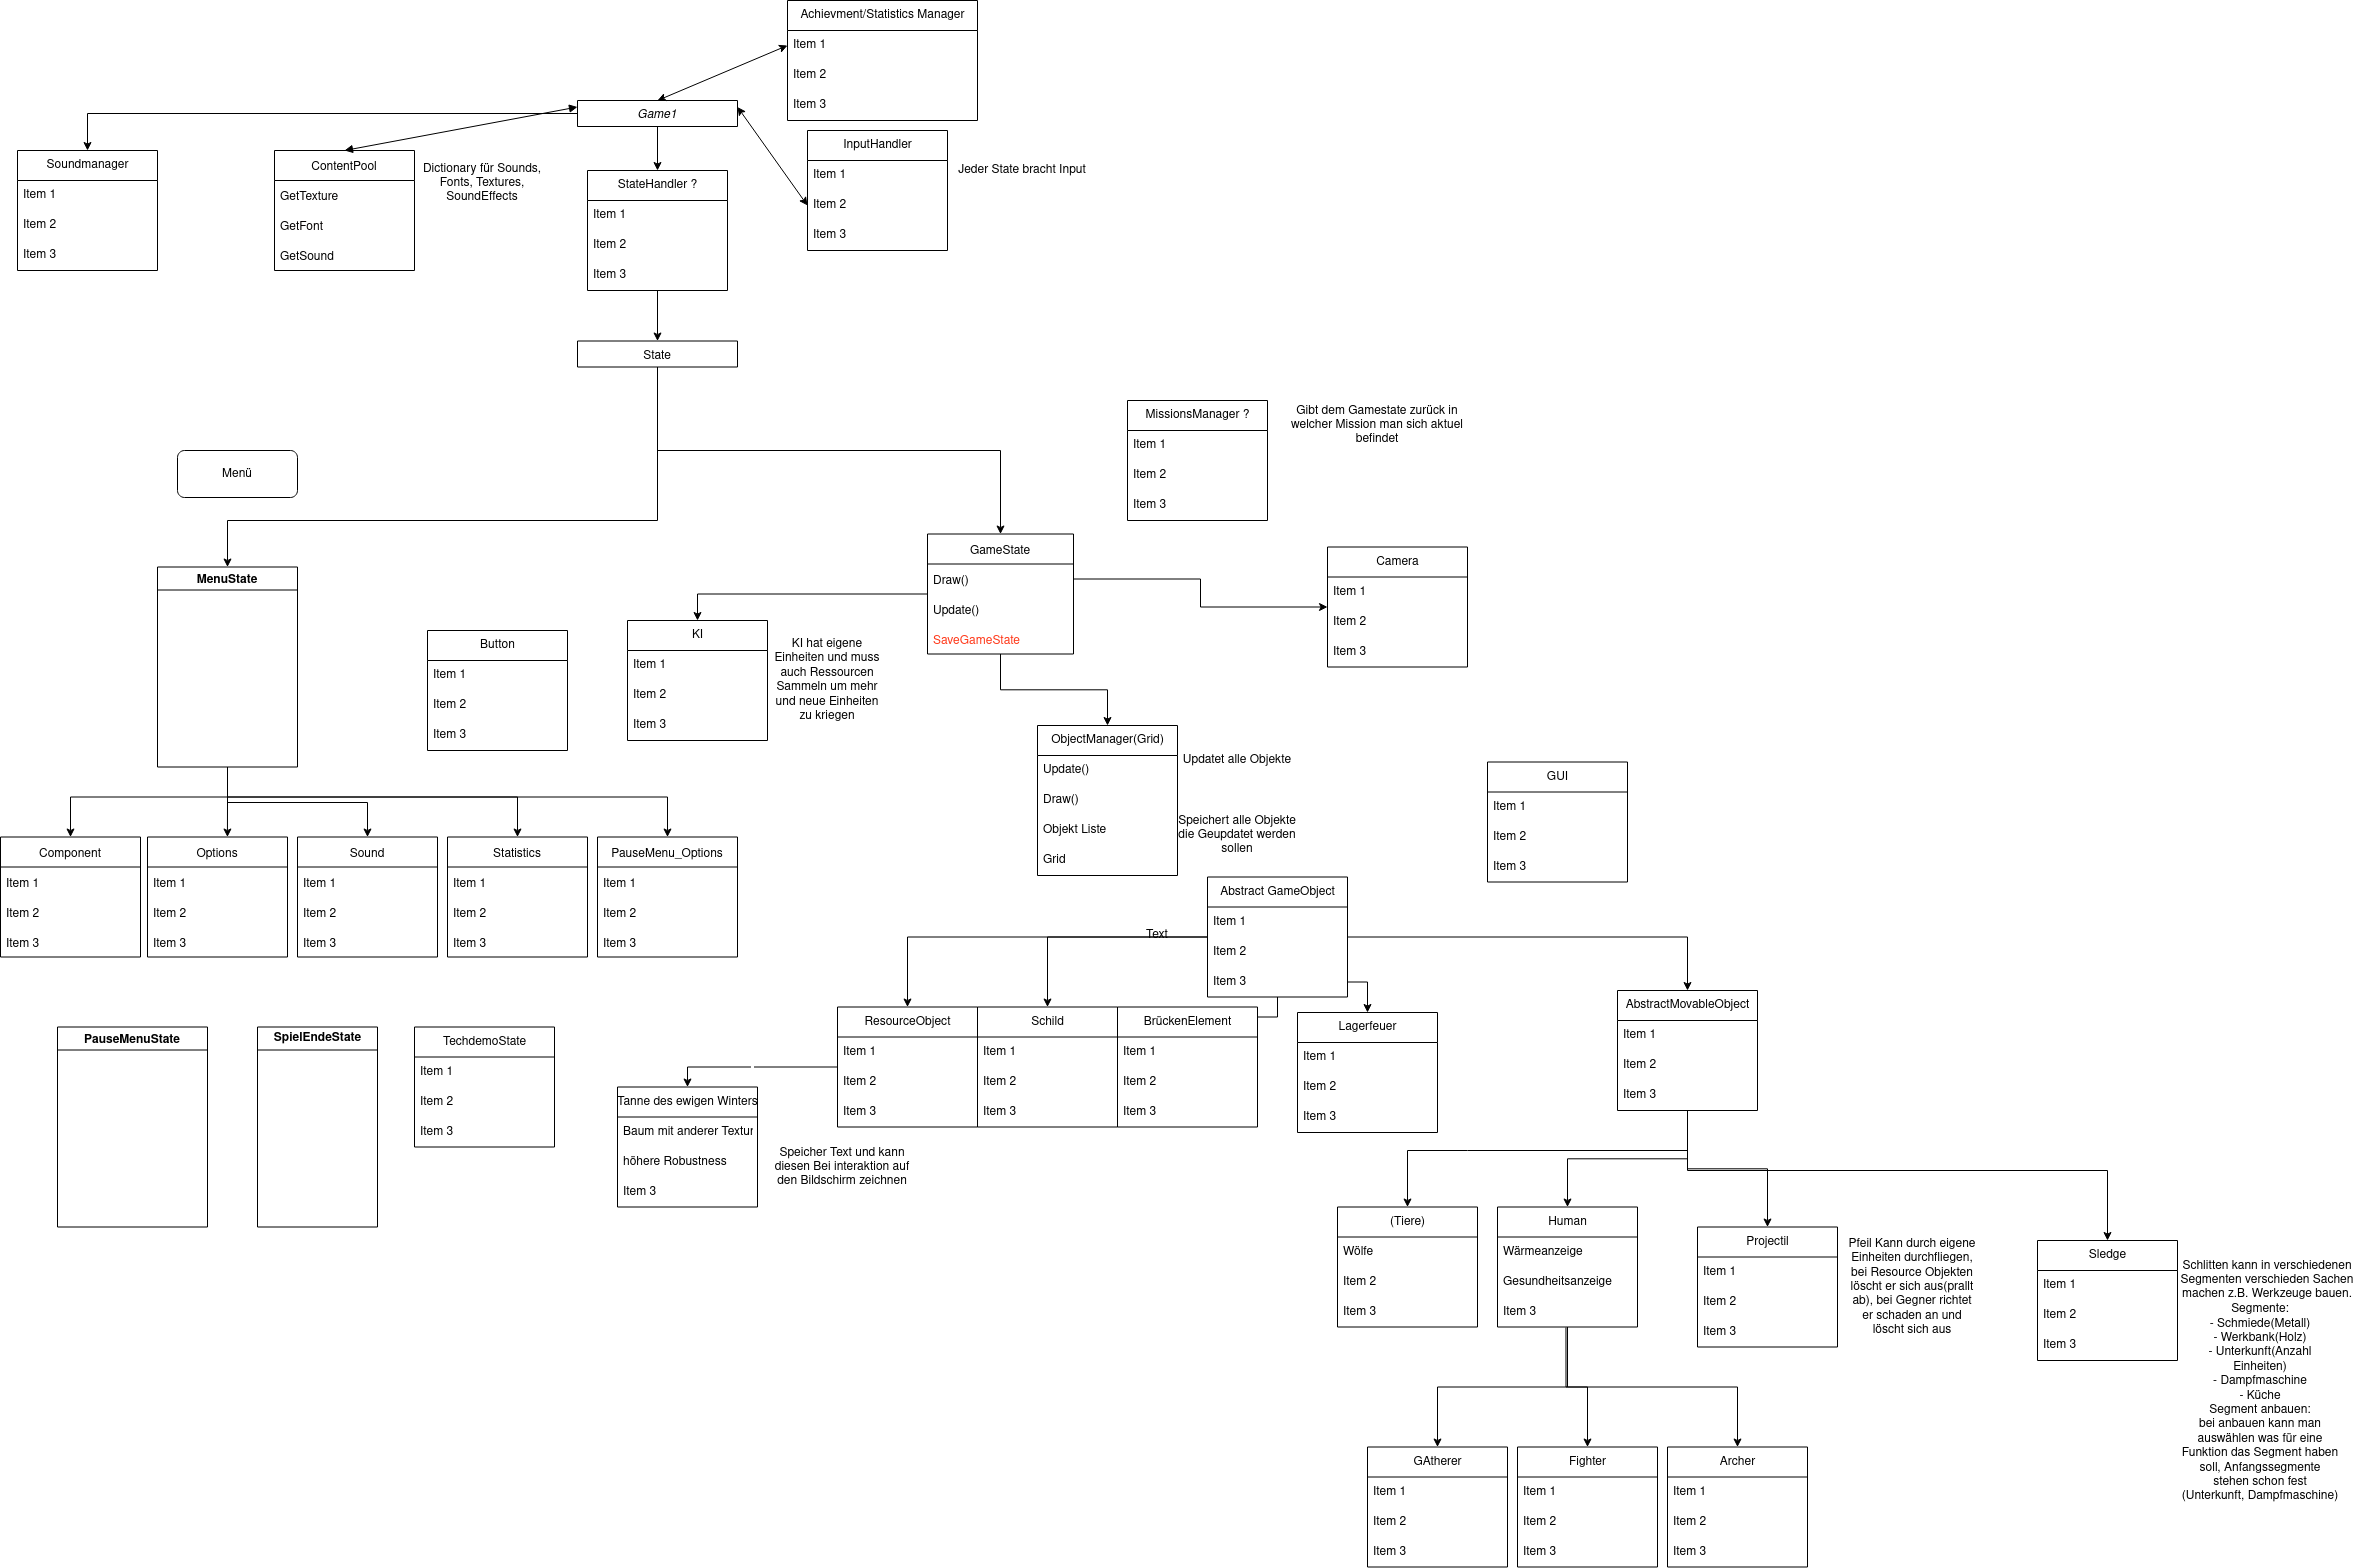 Achievment/Statistics Manager
Item 1
Item 2
Item 3
Game1
Soundmanager
Item 1
Item 2
Item 3
ContentPool
GetTexture
GetFont
GetSound
Dictionary für Sounds,
Fonts, Textures,
SoundEffects
StateHandler ?
Item 1
Item 2
Item 3
InputHandler
Item 1
Item 2
Item 3
Jeder State bracht Input
State
MissionsManager ?
Item 1
Item 2
Item 3
Gibt dem Gamestate zurück in
welcher Mission man sich aktuel
befindet
Menü
MenuState
Button
Item 1
Item 2
Item 3
KI
Item 1
Item 2
Item 3
KI hat eigene
Einheiten und muss
auch Ressourcen
Sammeln um mehr
und neue Einheiten
zu kriegen
GameState
Draw()
Update()
SaveGameState
Camera
Item 1
Item 2
Item 3
ObjectManager(Grid)
Update()
Draw()
Objekt Liste
Grid
Updatet alle Objekte
Speichert alle Objekte
die Geupdatet werden
sollen
GUI
Item 1
Item 2
Item 3
Component
Item 1
Item 2
Item 3
Options
Item 1
Item 2
Item 3
Sound
Item 1
Item 2
Item 3
Statistics
Item 1
Item 2
Item 3
PauseMenu_Options
Item 1
Item 2
Item 3
Abstract GameObject
Item 1
Item 2
Item 3
Text
PauseMenuState
SpielEndeState
TechdemoState
Item 1
Item 2
Item 3
Tanne des ewigen Winters
Baum mit anderer Textur
höhere Robustness
Item 3
Speicher Text und kann
diesen Bei interaktion auf
den Bildschirm zeichnen
ResourceObject
Item 1
Item 2
Item 3
Schild
Item 1
Item 2
Item 3
BrückenElement
Item 1
Item 2
Item 3
Lagerfeuer
Item 1
Item 2
Item 3
AbstractMovableObject
Item 1
Item 2
Item 3
(Tiere)
Wölfe
Item 2
Item 3
Human
Wärmeanzeige
Gesundheitsanzeige
Item 3
Projectil
Item 1
Item 2
Item 3
Pfeil Kann durch eigene
Einheiten durchfliegen,
bei Resource Objekten
löscht er sich aus(prallt
ab), bei Gegner richtet
er schaden an und
löscht sich aus
Sledge
Item 1
Item 2
Item 3
Schlitten kann in verschiedenen
Segmenten verschieden Sachen
machen z.B. Werkzeuge bauen.
Segmente:
- Schmiede(Metall)
- Werkbank(Holz)
- Unterkunft(Anzahl
Einheiten)
- Dampfmaschine
- Küche
Segment anbauen:
bei anbauen kann man
auswählen was für eine
Funktion das Segment haben
soll, Anfangssegmente
stehen schon fest
(Unterkunft, Dampfmaschine)
GAtherer
Item 1
Item 2
Item 3
Fighter
Item 1
Item 2
Item 3
Archer
Item 1
Item 2
Item 3